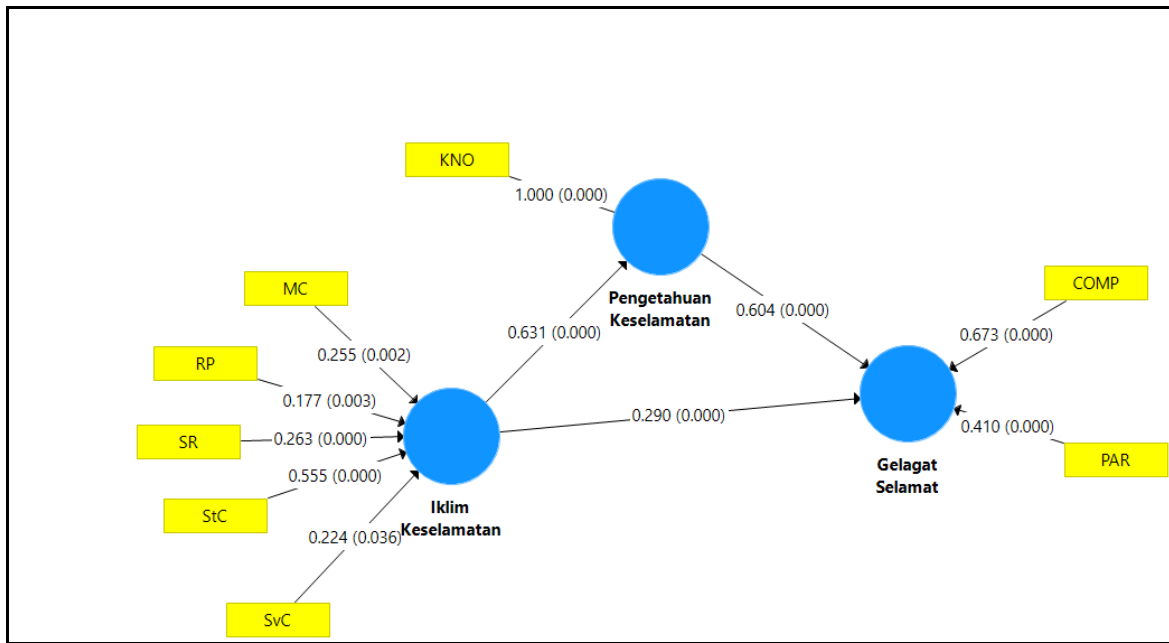 KNO
1.000 (0.000)
Pengetahuan
Keselamatan
MC
0.255 (0.002)
RP
0.177 (0.003)
SR
0.263 (0.000)
StC
0.555 (0.000)
SvC
0.224 (0.036)
Iklim
Keselamatan
0.631 (0.000)
0.604 (0.000)
0.290 (0.000)
COMP
0.673 (0.000)
0.410 (0.000)
PAR
Gelagat
Selamat